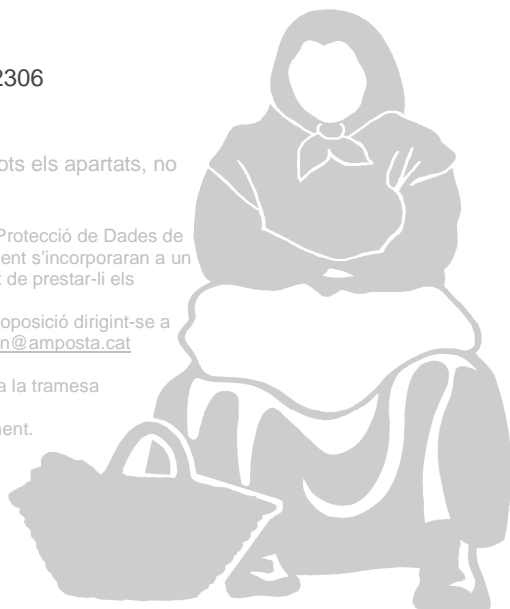 2306
ots els apartats, no
Protecció de Dades de
ent s’incorporaran a un
t de prestar-li els
oposició dirigint-se a
n@amposta.cat
a la tramesa
nent.